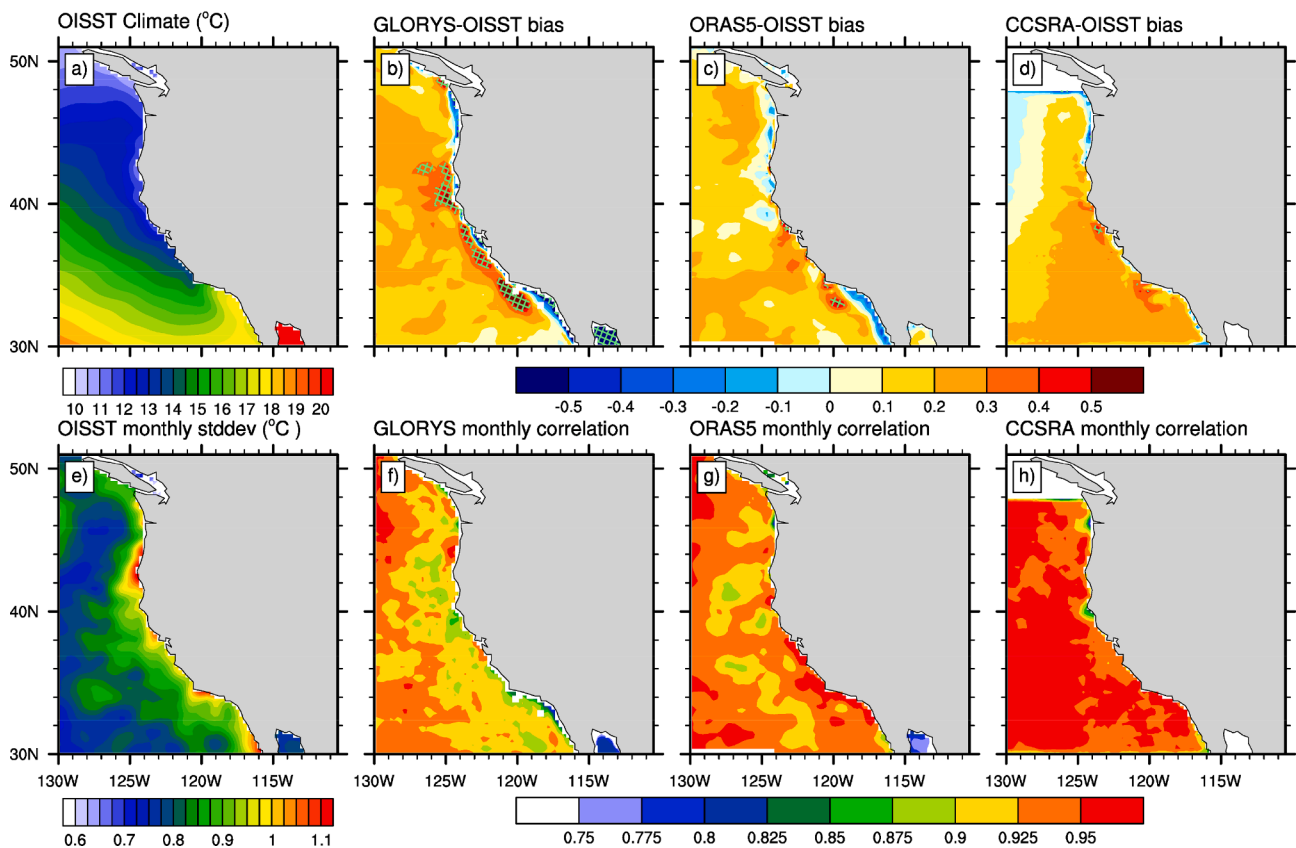 OISST Climate (°C)
GLORYS-OISST bias
ORAS5-OISST bias
CCSRA-OISST bias
50N
40N
30N
a)
b)
c)
d)
10 11 12 13 14 15 16 17 18 19 20
-0.5 -0.4 -0.3 -0.2 -0.1 0 0.1 0.2 0.3 0.4 0.5
OISST monthly stddev (°C )
GLORYS monthly correlation
ORAS5 monthly correlation
CCSRA monthly correlation
50N
40N
30N
e)
f)
g)
h)
130W 125W 120W 115W
130W 125W 120W 115W
130W 125W 120W 115W
130W 125W 120W 115W
0.6 0.7 0.8 0.9 1 1.1
0.75 0.775 0.8 0.825 0.85 0.875 0.9 0.925 0.95